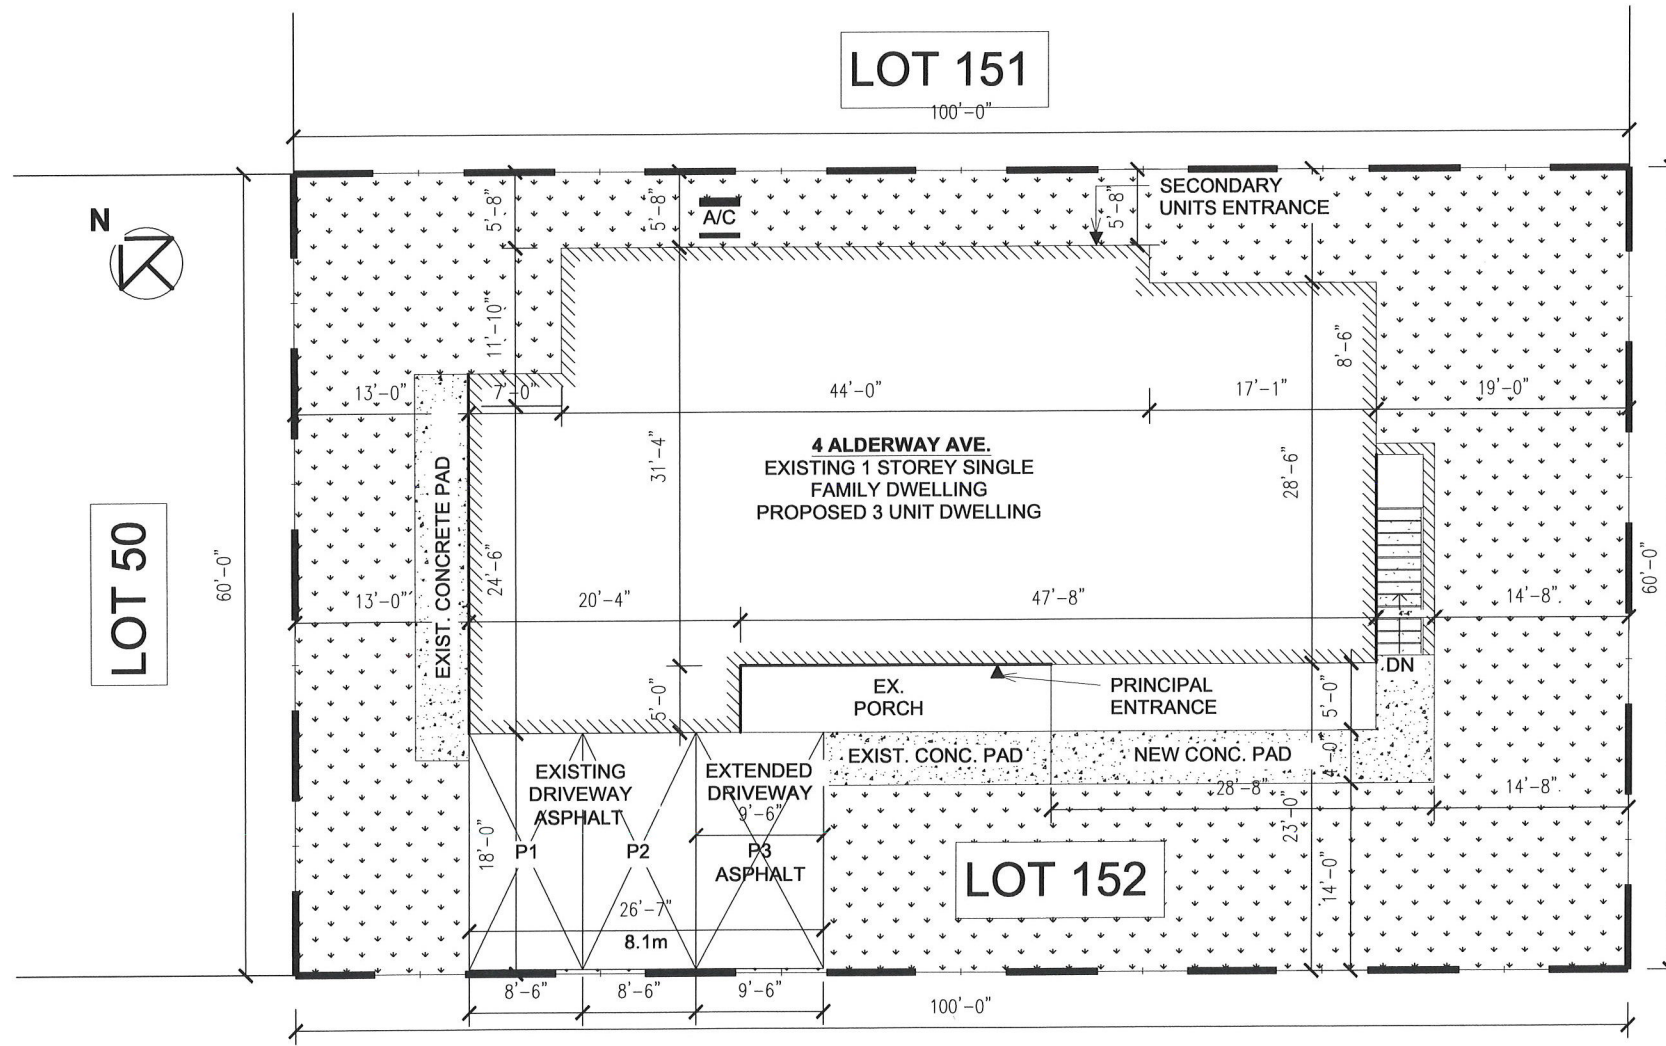 LOT 151
100'-0"
N
5'-8"
5'-8"
A/C
5'-8"
SECONDARY
UNITS ENTRANCE
11'-10"
8'-6"
13'-0"
7'-0"
44'-0"
17'-1"
19'-0"
LOT 50
60'-0"
EXIST. CONCRETE PAD
31'-4"
4 ALDERWAY AVE.
EXISTING 1 STOREY SINGLE
FAMILY DWELLING
PROPOSED 3 UNIT DWELLING
28'-6"
24'-6"
60'-0"
13'-0"
20'-4"
47'-8"
14'-8"
DN
5'-0"
EX.
PORCH
PRINCIPAL
ENTRANCE
5'-0"
EXISTING
DRIVEWAY
ASPHALT
EXTENDED
DRIVEWAY
9'-6"
EXIST. CONC. PAD
NEW CONC. PAD
4'-0"
28'-8"
14'-8"
23'-0"
18'-0"
P1
P2
P3
ASPHALT
LOT 152
14'-0"
26'-7"
8.1m
8'-6"
8'-6"
9'-6"
100'-0"